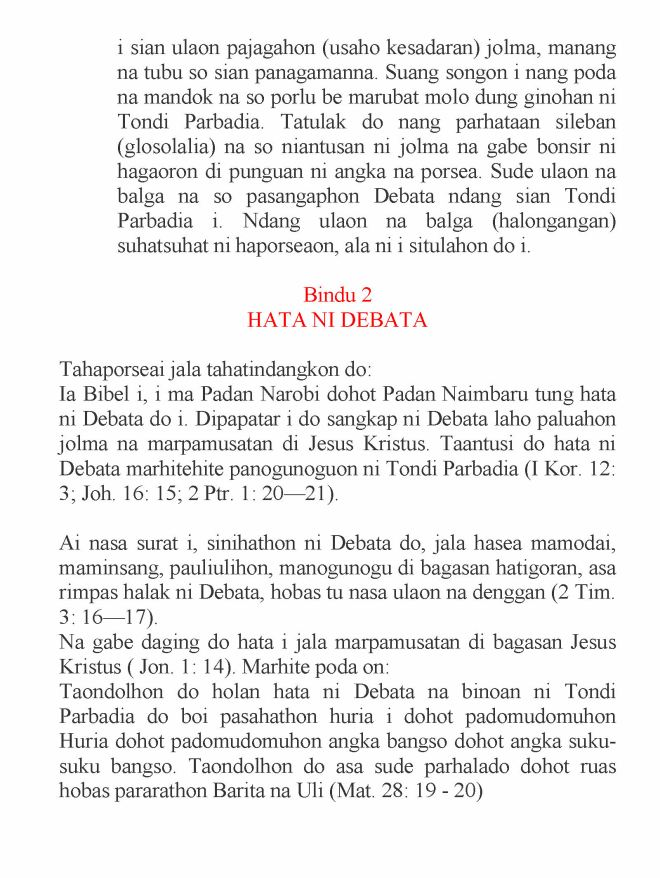 i sian ulaon pajagahon (usaho kesadaran) jolma, manang
na tubu so sian panagamanna. Suang songon i nang poda
na mandok na so porlu be marubat molo dung ginohan ni
Tondi Parbadia. Tatulak do nang parhataan sileban
(glosolalia) na so niantusan ni jolma na gabe bonsir ni
hagaoron di punguan ni angka na porsea. Sude ulaon na
balga na so pasangaphon Debata ndang sian Tondi
Parbadia i. Ndang ulaon na balga (halongangan)
suhatsuhat ni haporseaon, ala ni i situlahon do i.
Bindu 2
HATA NI DEBATA
Tahaporseai jala tahatindangkon do:
Ia Bibel i, i ma Padan Narobi dohot Padan Naimbaru tung hata
ni Debata do i. Dipapatar i do sangkap ni Debata laho paluahon
jolma na marpamusatan di Jesus Kristus. Taantusi do hata ni
Debata marhitehite panogunoguon ni Tondi Parbadia (I Kor. 12:
3; Joh. 16: 15; 2 Ptr. 1: 20—21).
Ai nasa surat i, sinihathon ni Debata do, jala hasea mamodai,
maminsang, pauliulihon, manogunogu di bagasan hatigoran, asa
rimpas halak ni Debata, hobas tu nasa ulaon na denggan (2 Tim.
3: 16—17).
Na gabe daging do hata i jala marpamusatan di bagasan Jesus
Kristus ( Jon. 1: 14). Marhite poda on:
Taondolhon do holan hata ni Debata na binoan ni Tondi
Parbadia do boi pasahathon huria i dohot padomudomuhon
Huria dohot padomudomuhon angka bangso dohot angka suku-
suku bangso. Taondolhon do asa sude parhalado dohot ruas
hobas pararathon Barita na Uli (Mat. 28: 19 - 20)